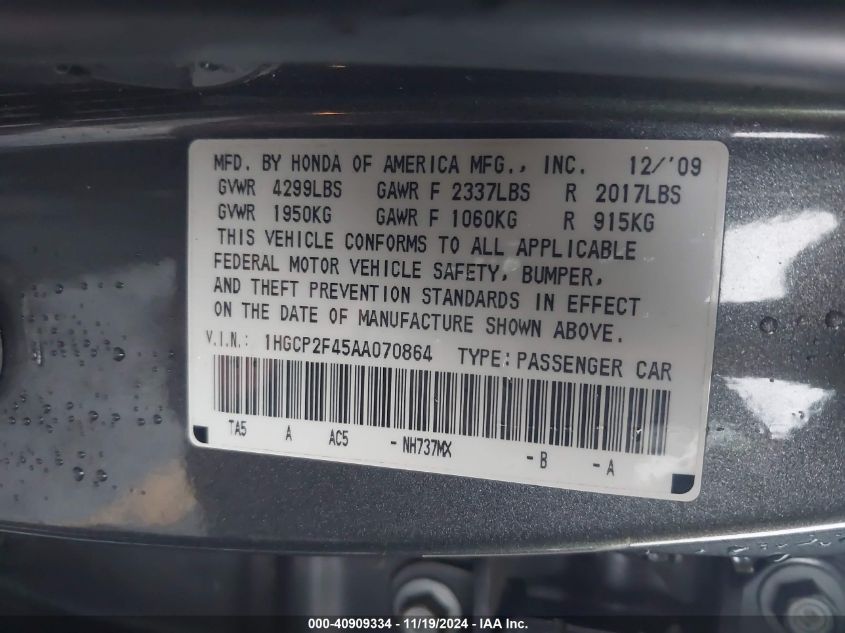 MFD. BY HONDA OF AMERICA MFG., INC. 12/'09
GVWR 4299LBS GAWR F 2337LBS R 2017LBS
GVWR 1950KG GAWR F 1060KG R 915KG
THIS VEHICLE CONFORMS TO ALL APPLICABLE
FEDERAL MOTOR VEHICLE SAFETY, BUMPER,
AND THEFT PREVENTION STANDARDS IN EFFECT
ON THE DATE OF MANUFACTURE SHOWN ABOVE.
V.I.N.: 1HGCP2F45AA070864 TYPE: PASSENGER CAR
TA5 A AC5 - NH737MX - B - A
000-40909334 - 11/19/2024 - IAA Inc.